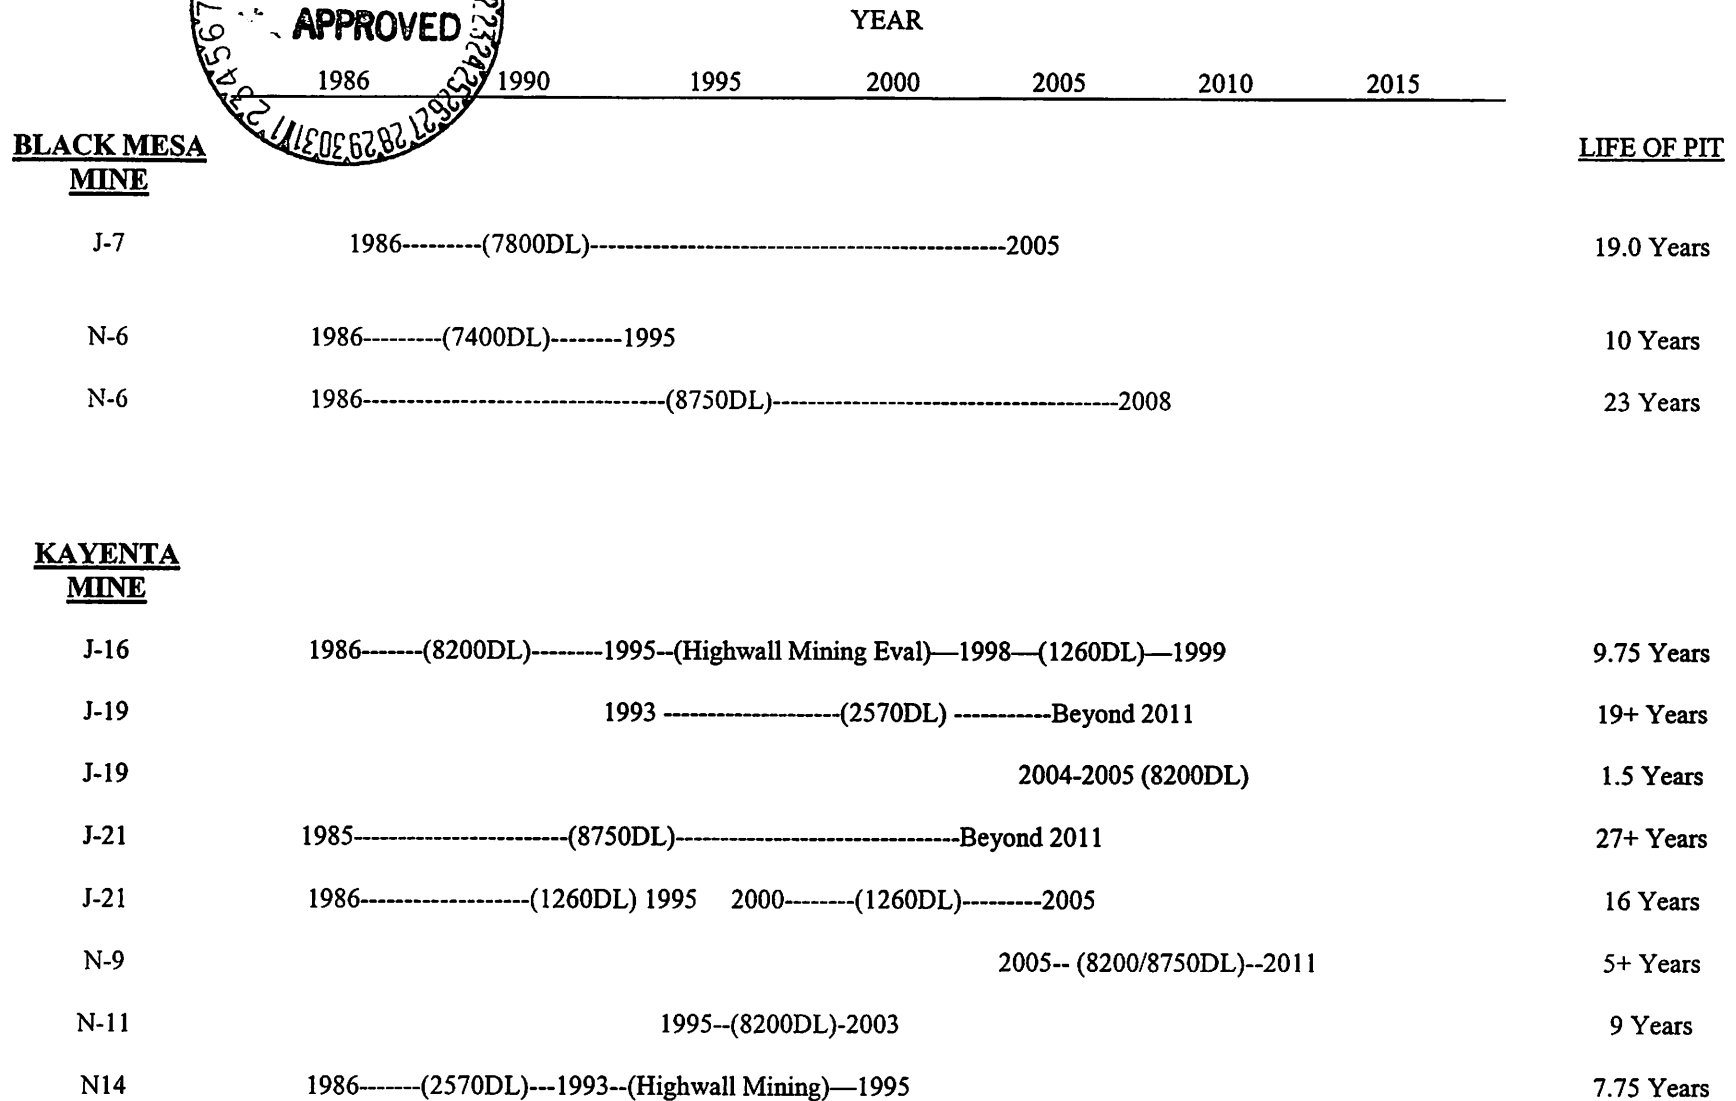 APPROVED
YEAR
1986 1990 1995 2000 2005 2010 2015
BLACK MESA
MINE
LIFE OF PIT
J-7 1986---------(7800DL)-----------------------------------------------2005 19.0 Years
N-6 1986---------(7400DL)--------1995 10 Years
N-6 1986----------------------------------(8750DL)---------------------------------------2008 23 Years
KAYENTA
MINE
J-16 1986-------(8200DL)--------1995--(Highwall Mining Eval)—1998—(1260DL)—1999 9.75 Years
J-19 1993 --------------------(2570DL) -----------Beyond 2011 19+ Years
J-19 2004-2005 (8200DL) 1.5 Years
J-21 1985------------------------(8750DL)--------------------------------Beyond 2011 27+ Years
J-21 1986-------------------(1260DL) 1995 2000--------(1260DL)---------2005 16 Years
N-9 2005-- (8200/8750DL)--2011 5+ Years
N-11 1995--(8200DL)-2003 9 Years
N14 1986-------(2570DL)---1993--(Highwall Mining)—1995 7.75 Years